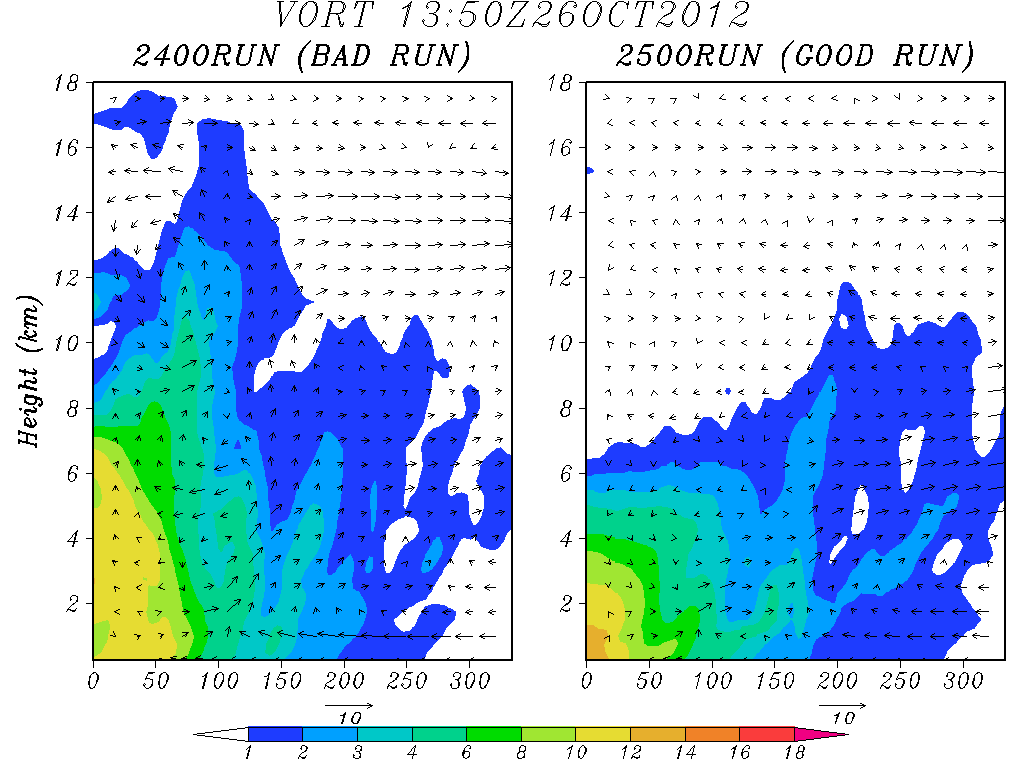 VORT 13:50Z26OCT2012
2400RUN (BAD RUN) 2500RUN (GOOD RUN)
18 18
16 16
14 14
12 12
10 10
8 8
6 6
4 4
2 2
Height (km)
0 50 100 150 200 250 300 0 50 100 150 200 250 300
10 10
1 2 3 4 6 8 10 12 14 16 18